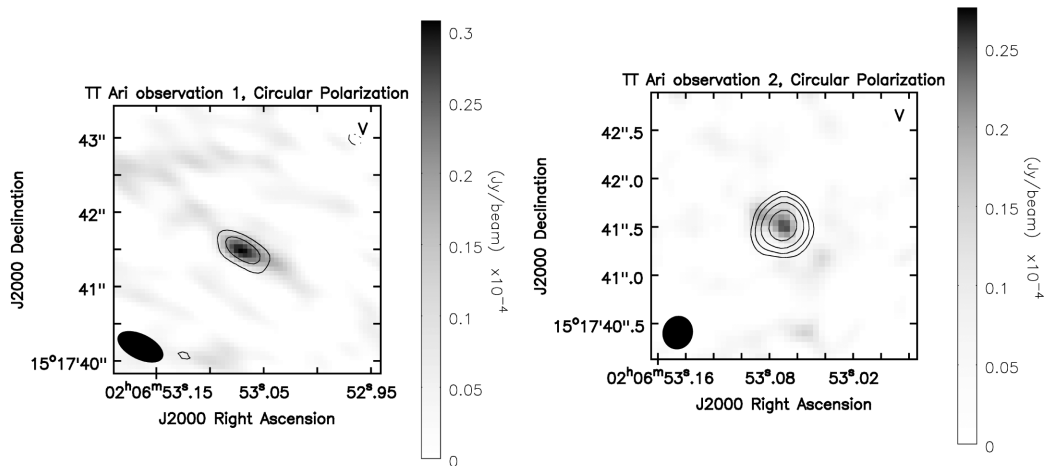 TT Ari observation 1, Circular Polarization
V
43"
42"
41"
15°17'40"
J2000 Declination
02ʰ06ᵐ53ˢ.15
53ˢ.05
52ˢ.95
J2000 Right Ascension
0.3
0.25
0.2
0.15
0.1
0.05
0
(Jy/beam) x10⁻⁴
TT Ari observation 2, Circular Polarization
V
42".5
42".0
41".5
41".0
15°17'40".5
J2000 Declination
02ʰ06ᵐ53ˢ.16
53ˢ.08
53ˢ.02
J2000 Right Ascension
0.25
0.2
0.15
0.1
0.05
0
(Jy/beam) x10⁻⁴